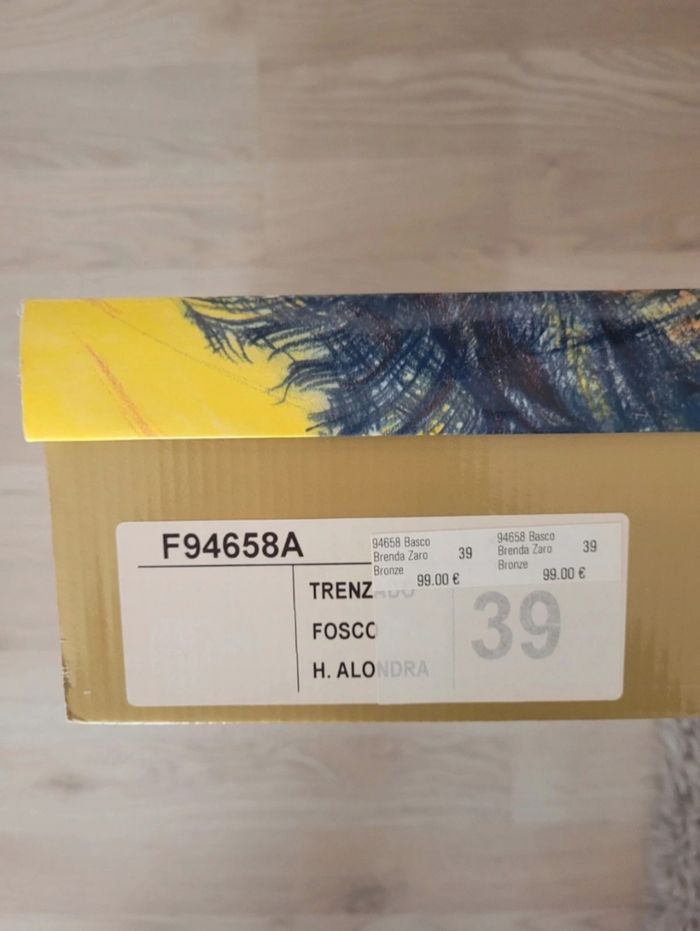 F94658A
94658 Basco
Brenda Zaro 39
Bronze
99.00 €
94658 Basco
Brenda Zaro 39
Bronze
99.00 €
TRENZADO
FOSCO
H. ALONDRA
39